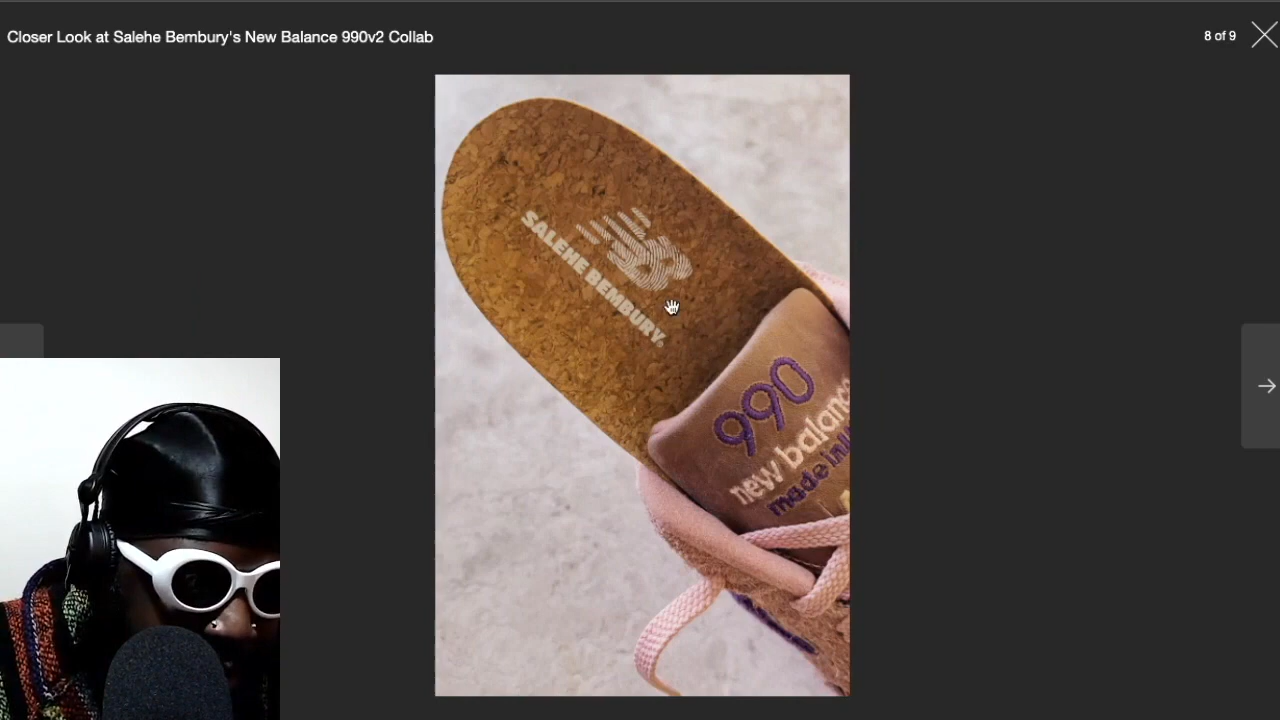 Closer Look at Salehe Bembury's New Balance 990v2 Collab
8 of 9
NB
SALEHE BEMBURY®
990
new balance
made in